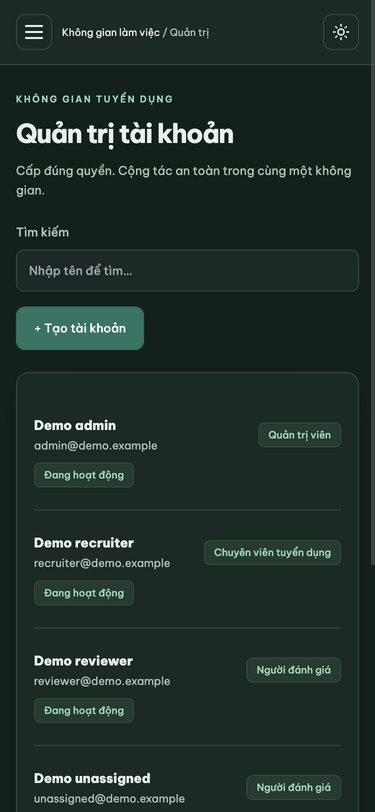 Không gian làm việc / Quản trị
KHÔNG GIAN TUYỂN DỤNG
Quản trị tài khoản
Cấp đúng quyền. Cộng tác an toàn trong cùng một không
gian.
Tìm kiếm
Nhập tên để tìm...
+ Tạo tài khoản
Demo admin
admin@demo.example
Quản trị viên
Đang hoạt động
Demo recruiter
recruiter@demo.example
Chuyên viên tuyển dụng
Đang hoạt động
Demo reviewer
reviewer@demo.example
Người đánh giá
Đang hoạt động
Demo unassigned
unassigned@demo.example
Người đánh giá